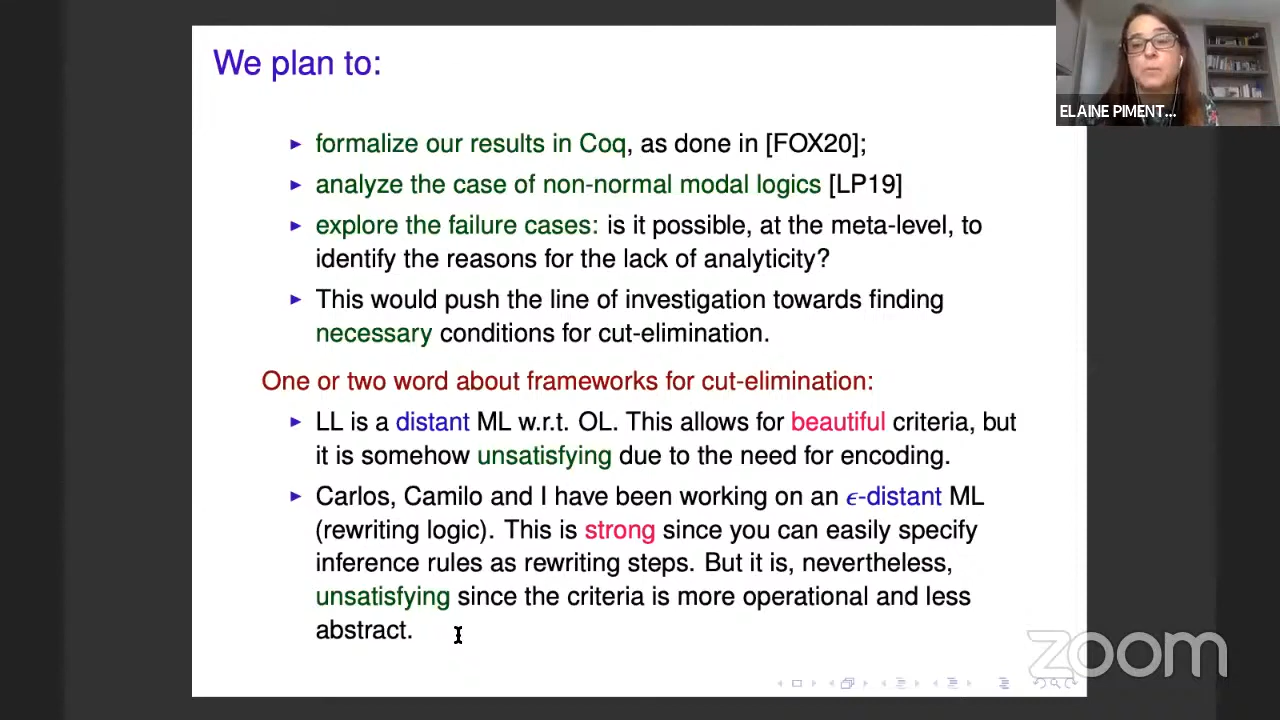 We plan to:
ELAINE PIMENT...
► formalize our results in Coq, as done in [FOX20];
► analyze the case of non-normal modal logics [LP19]
► explore the failure cases: is it possible, at the meta-level, to
identify the reasons for the lack of analyticity?
► This would push the line of investigation towards finding
necessary conditions for cut-elimination.
One or two word about frameworks for cut-elimination:
► LL is a distant ML w.r.t. OL. This allows for beautiful criteria, but
it is somehow unsatisfying due to the need for encoding.
► Carlos, Camilo and I have been working on an ϵ-distant ML
(rewriting logic). This is strong since you can easily specify
inference rules as rewriting steps. But it is, nevertheless,
unsatisfying since the criteria is more operational and less
abstract.
zoom